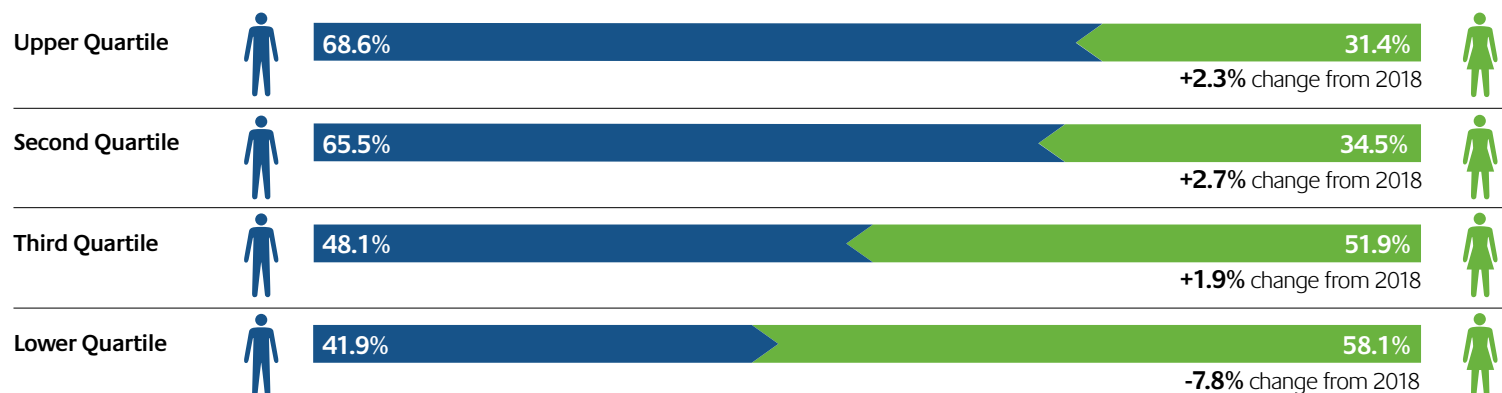 Upper Quartile 68.6% 31.4%
+2.3% change from 2018
Second Quartile 65.5% 34.5%
+2.7% change from 2018
Third Quartile 48.1% 51.9%
+1.9% change from 2018
Lower Quartile 41.9% 58.1%
-7.8% change from 2018